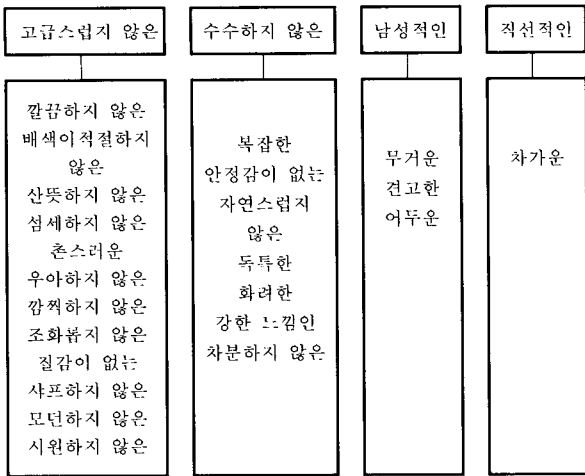 고급스럽지 않은
수수하지 않은
남성적인
직선적인
깔끔하지 않은
배색이적절하지
않은
산뜻하지 않은
섬세하지 않은
촌스러운
우아하지 않은
깜찍하지 않은
조화롭지 않은
질감이 없는
샤프하지 않은
모던하지 않은
시원하지 않은
복잡한
안정감이 없는
자연스럽지
않은
독특한
화려한
강한 느낌인
차분하지 않은
무거운
견고한
어두운
차가운